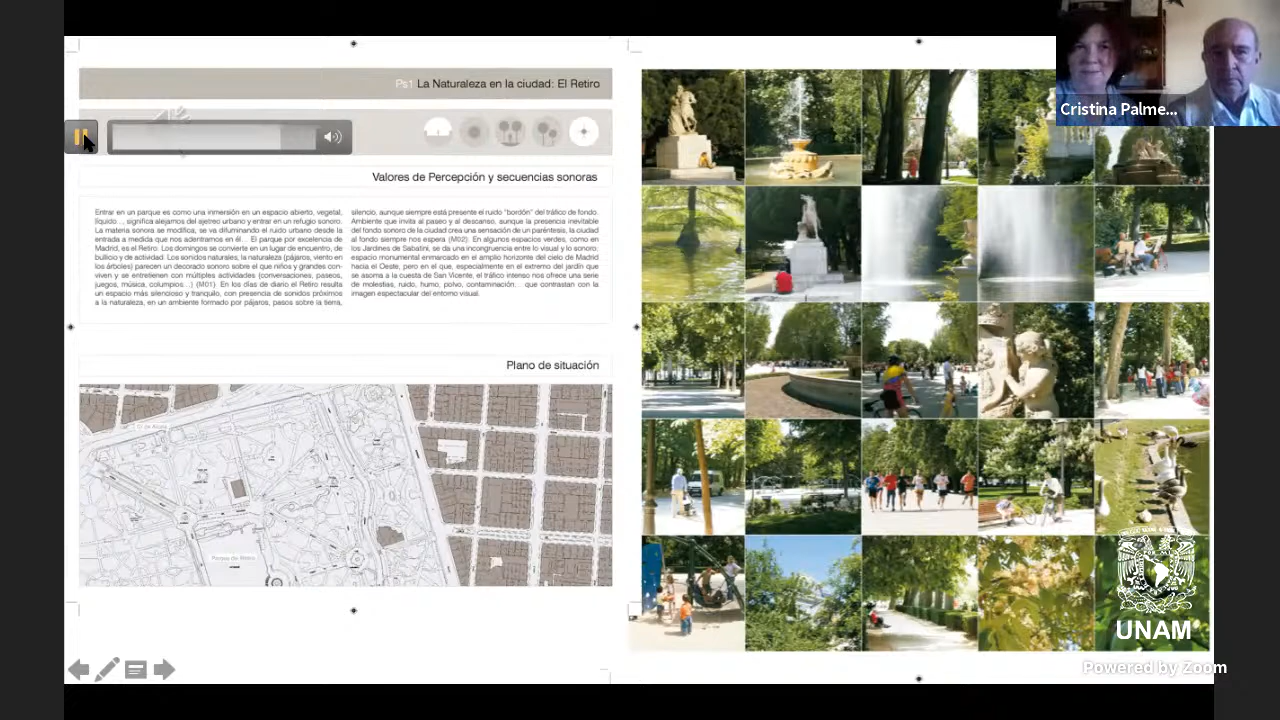 Ps1 La Naturaleza en la ciudad: El Retiro
Valores de Percepción y secuencias sonoras
Entrar en un parque es como una inmersión en un espacio abierto, vegetal,
líquido:... significa alejarnos del ajetreo urbano y entrar en un refugio sonoro.
La materia sonora se modifica, se va difuminando el ruido urbano desde la
entrada a medida que nos adentramos en él... El parque por excelencia de
Madrid, es el Retiro. Los domingos se convierte en un lugar de encuentro, de
bullicio y de actividad. Los sonidos naturales, la naturaleza (pájaros, viento en
los árboles) parecen un decorado sonoro sobre el que niños y grandes con-
viven y se entretienen con múltiples actividades (conversaciones, paseos,
juegos, música, columpios...) (M01). En los días de diario el Retiro resulta
un espacio más silencioso y tranquilo, con presencia de sonidos próximos
a la naturaleza, en un ambiente formado por pájaros, pasos sobre la tierra,
silencio, aunque siempre está presente el ruido "bordón" del tráfico de fondo.
Ambiente que invita al paseo y al descanso, aunque la presencia inevitable
del fondo sonoro de la ciudad crea una sensación de un paréntesis, la ciudad
al fondo siempre nos espera (M02). En algunos espacios verdes, como en
los Jardines de Sabatini, se da una incongruencia entre lo visual y lo sonoro:
espacio monumental enmarcado en el amplio horizonte del cielo de Madrid
hacia el Oeste, pero en el que, especialmente en el extremo del jardín que
se asoma a la cuesta de San Vicente, el tráfico intenso nos ofrece una serie
de molestias, ruido, humo, polvo, contaminación... que contrastan con la
imagen espectacular del entorno visual.
Plano de situación
Parque de Retiro
Cristina Palme...
UNAM
Powered by Zoom